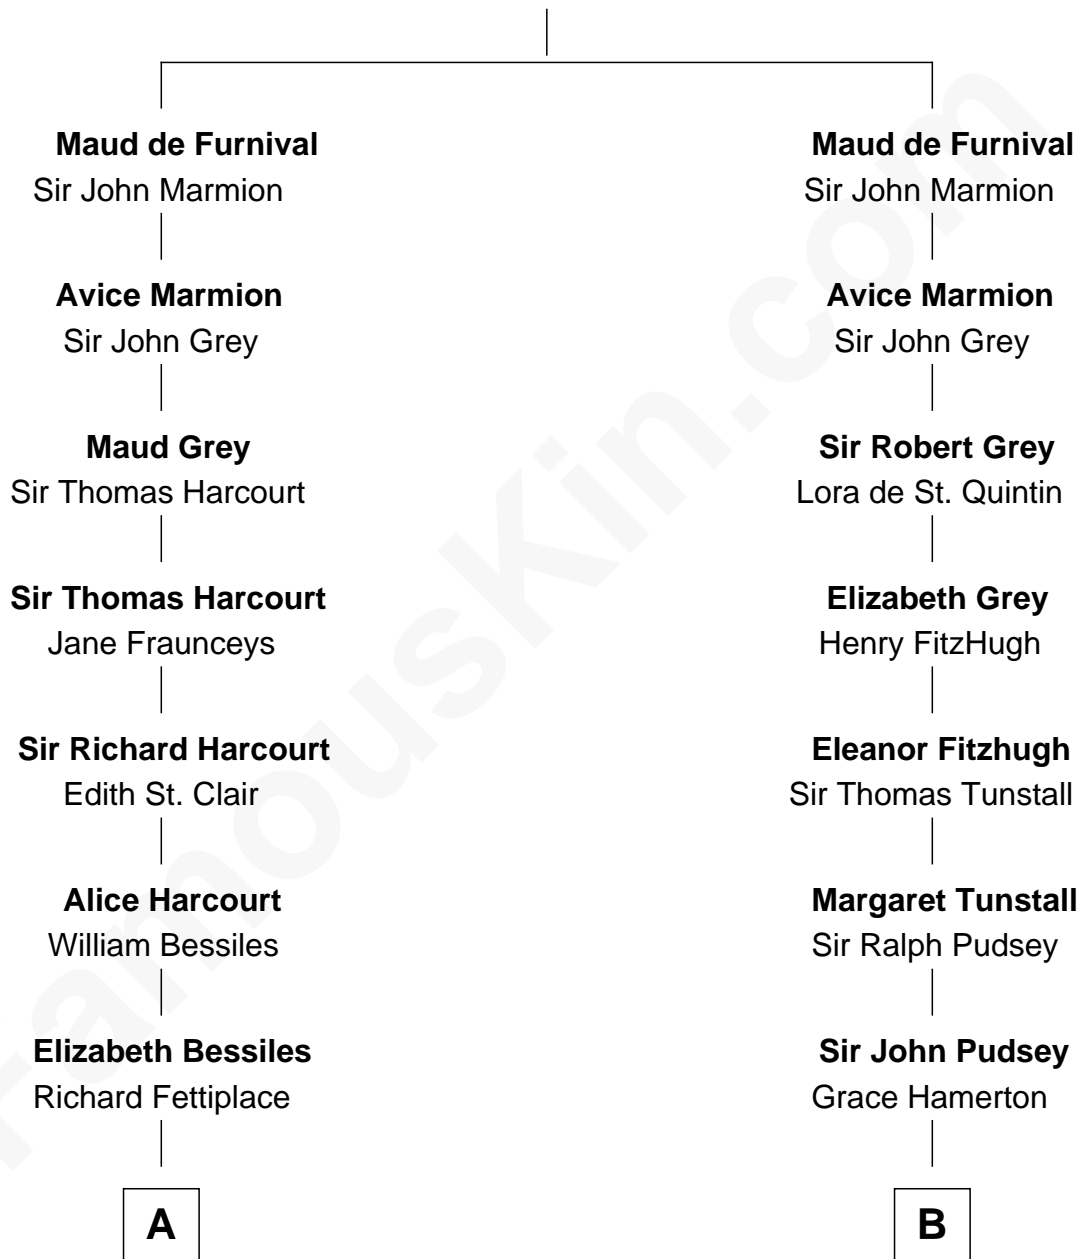 Maud de Furnival
Sir John Marmion
Avice Marmion
Sir John Grey
Maud Grey
Sir Thomas Harcourt
Sir Thomas Harcourt
Jane Fraunceys
Sir Richard Harcourt
Edith St. Clair
Alice Harcourt
William Bessiles
Elizabeth Bessiles
Richard Fettiplace
A
Maud de Furnival
Sir John Marmion
Avice Marmion
Sir John Grey
Sir Robert Grey
Lora de St. Quintin
Elizabeth Grey
Henry FitzHugh
Eleanor Fitzhugh
Sir Thomas Tunstall
Margaret Tunstall
Sir Ralph Pudsey
Sir John Pudsey
Grace Hamerton
B
FamousKin.com